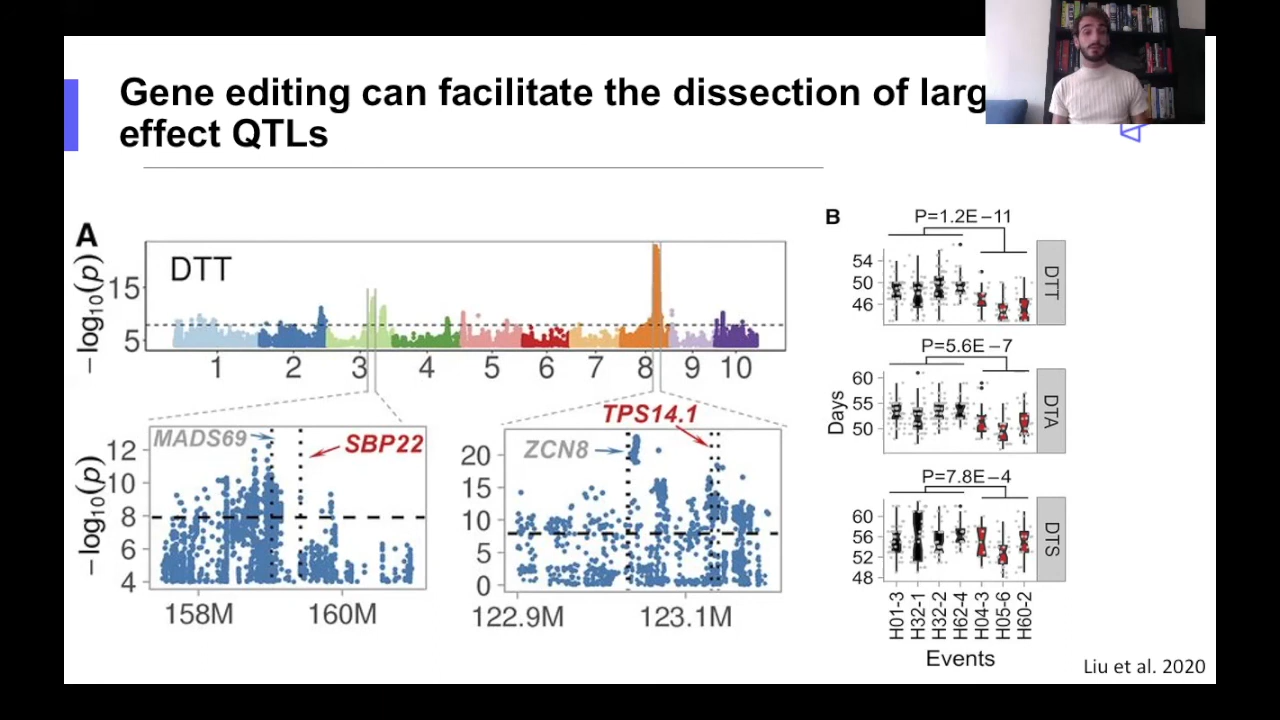 Gene editing can facilitate the dissection of larg
effect QTLs
A
DTT
−log10(p)
15
5
1 2 3 4 5 6 7 8 9 10
MADS69
SBP22
−log10(p)
12
10
8
6
4
158M 160M
TPS14.1
ZCN8
20
15
10
5
0
122.9M 123.1M
B
P=1.2E−11
54
50
46
DTT
P=5.6E−7
60
55
50
DTA
Days
P=7.8E−4
60
56
52
48
DTS
H01-3 H32-1 H32-2 H62-4 H04-3 H05-6 H60-2
Events
Liu et al. 2020